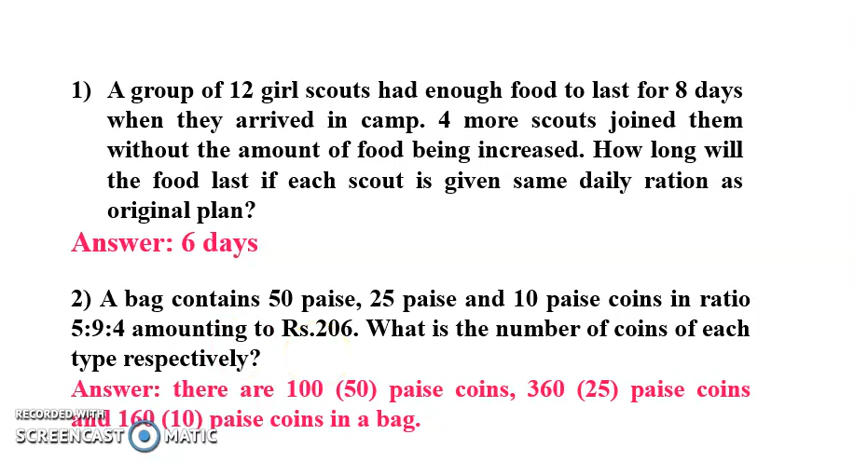 1) A group of 12 girl scouts had enough food to last for 8 days
when they arrived in camp. 4 more scouts joined them
without the amount of food being increased. How long will
the food last if each scout is given same daily ration as
original plan?
Answer: 6 days
2) A bag contains 50 paise, 25 paise and 10 paise coins in ratio
5:9:4 amounting to Rs.206. What is the number of coins of each
type respectively?
Answer: there are 100 (50) paise coins, 360 (25) paise coins
and 160 (10) paise coins in a bag.
RECORDED WITH
SCREENCAST MATIC